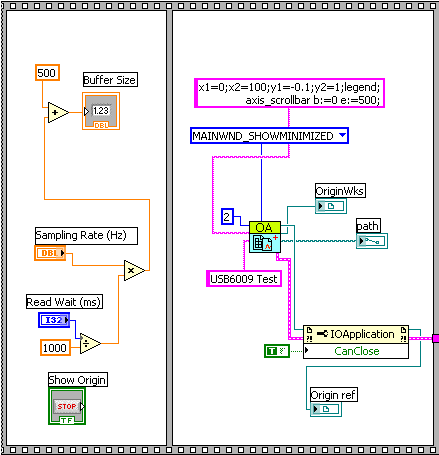 500
Buffer Size
1.23
DBL
Sampling Rate (Hz)
DBL
Read Wait (ms)
I32
1000
Show Origin
STOP
TF
x1=0;x2=100;y1=-0.1;y2=1;legend;
axis_scrollbar b:=0 e:=500;
MAINWND_SHOWMINIMIZED
OriginWks
2
OA
path
USB6009 Test
IOApplication
T F
CanClose
Origin ref